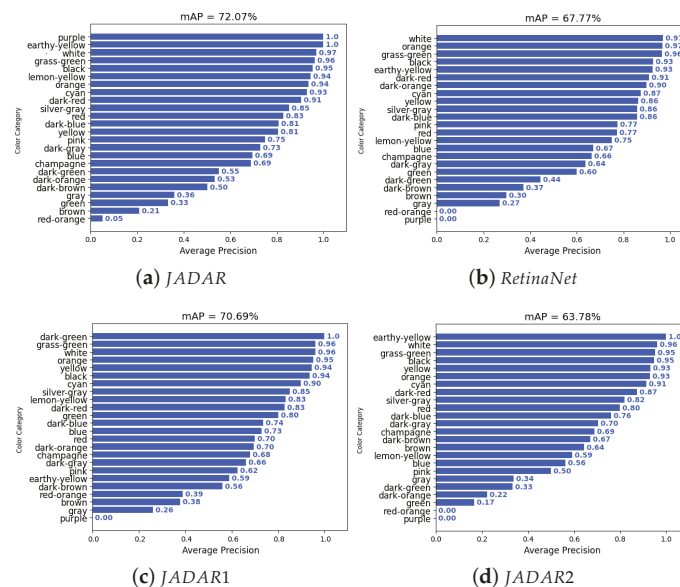 mAP = 72.07%
Color Category
purple 1.0
earthy-yellow 1.0
white 0.97
grass-green 0.96
black 0.95
lemon-yellow 0.94
orange 0.94
cyan 0.93
dark-red 0.91
silver-gray 0.85
red 0.83
dark-blue 0.81
yellow 0.81
pink 0.75
dark-gray 0.73
blue 0.69
champagne 0.69
dark-green 0.55
dark-orange 0.53
dark-brown 0.50
gray 0.36
green 0.33
brown 0.21
red-orange 0.05
0.0 0.2 0.4 0.6 0.8 1.0
Average Precision
(a) JADAR
mAP = 67.77%
Color Category
white 0.97
orange 0.97
grass-green 0.96
black 0.93
earthy-yellow 0.93
dark-red 0.91
dark-orange 0.90
cyan 0.87
yellow 0.86
silver-gray 0.86
dark-blue 0.86
pink 0.77
red 0.77
lemon-yellow 0.75
blue 0.67
champagne 0.66
dark-gray 0.64
green 0.60
dark-green 0.44
dark-brown 0.37
brown 0.30
gray 0.27
red-orange 0.00
purple 0.00
0.0 0.2 0.4 0.6 0.8 1.0
Average Precision
(b) RetinaNet
mAP = 70.69%
Color Category
dark-green 1.0
grass-green 0.96
white 0.96
orange 0.95
yellow 0.94
black 0.94
cyan 0.90
silver-gray 0.85
lemon-yellow 0.83
dark-red 0.83
green 0.80
dark-blue 0.74
blue 0.73
red 0.70
dark-orange 0.70
champagne 0.68
dark-gray 0.66
pink 0.62
earthy-yellow 0.59
dark-brown 0.56
red-orange 0.39
brown 0.38
gray 0.26
purple 0.00
0.0 0.2 0.4 0.6 0.8 1.0
Average Precision
(c) JADAR1
mAP = 63.78%
Color Category
earthy-yellow 1.0
white 0.96
grass-green 0.95
black 0.95
yellow 0.93
orange 0.93
cyan 0.91
dark-red 0.87
silver-gray 0.82
red 0.80
dark-blue 0.76
dark-gray 0.70
champagne 0.69
dark-brown 0.67
brown 0.64
lemon-yellow 0.59
blue 0.56
pink 0.50
gray 0.34
dark-green 0.33
dark-orange 0.22
green 0.17
red-orange 0.00
purple 0.00
0.0 0.2 0.4 0.6 0.8 1.0
Average Precision
(d) JADAR2